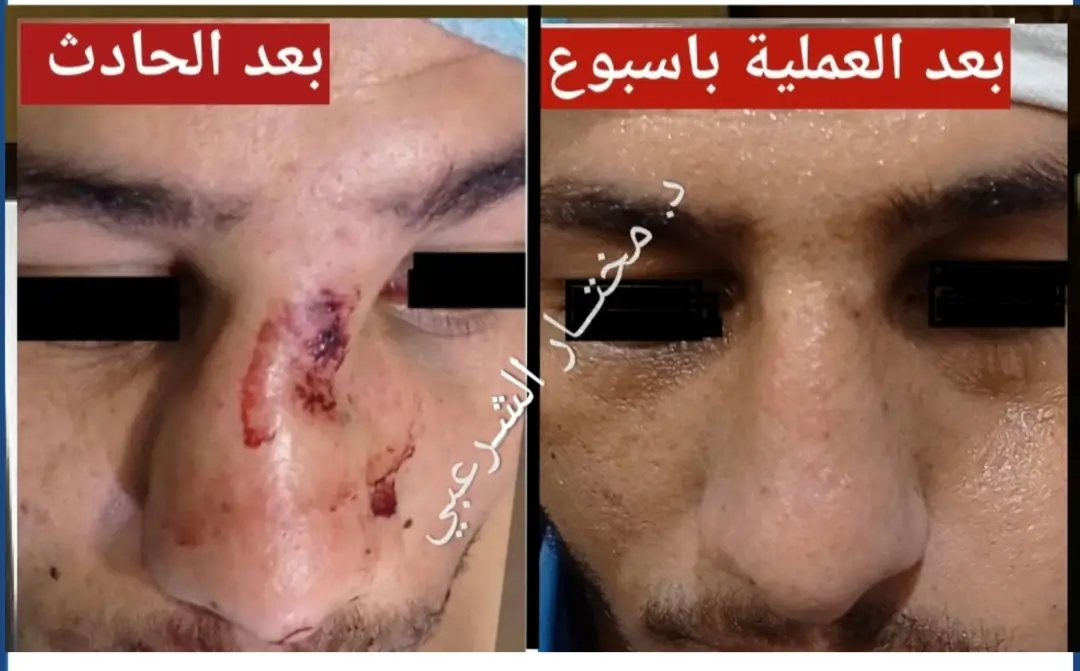 بعد الحادث
بعد العملية باسبوع
د. مختار الشرعبي